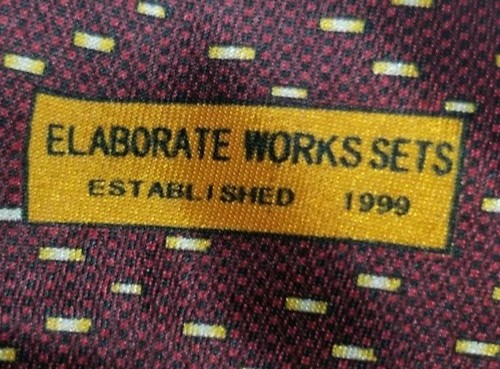 ELABORATE WORKS SETS
ESTABLISHED 1999